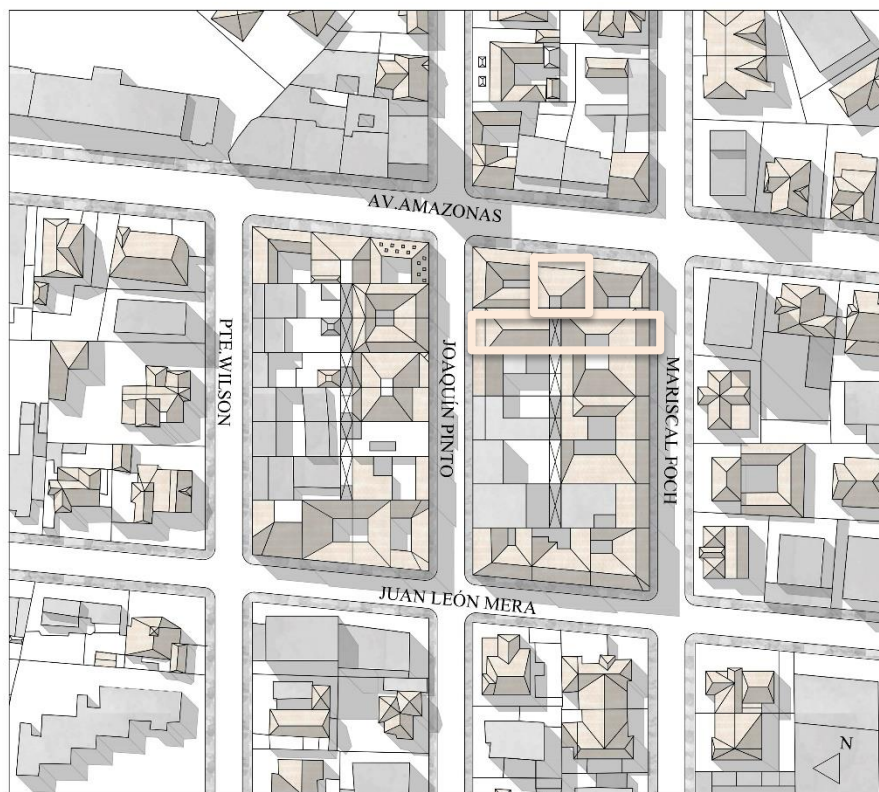 AV.AMAZONAS
PTE.WILSON
JOAQUÍN PINTO
MARISCAL FOCH
JUAN LEÓN MERA
N